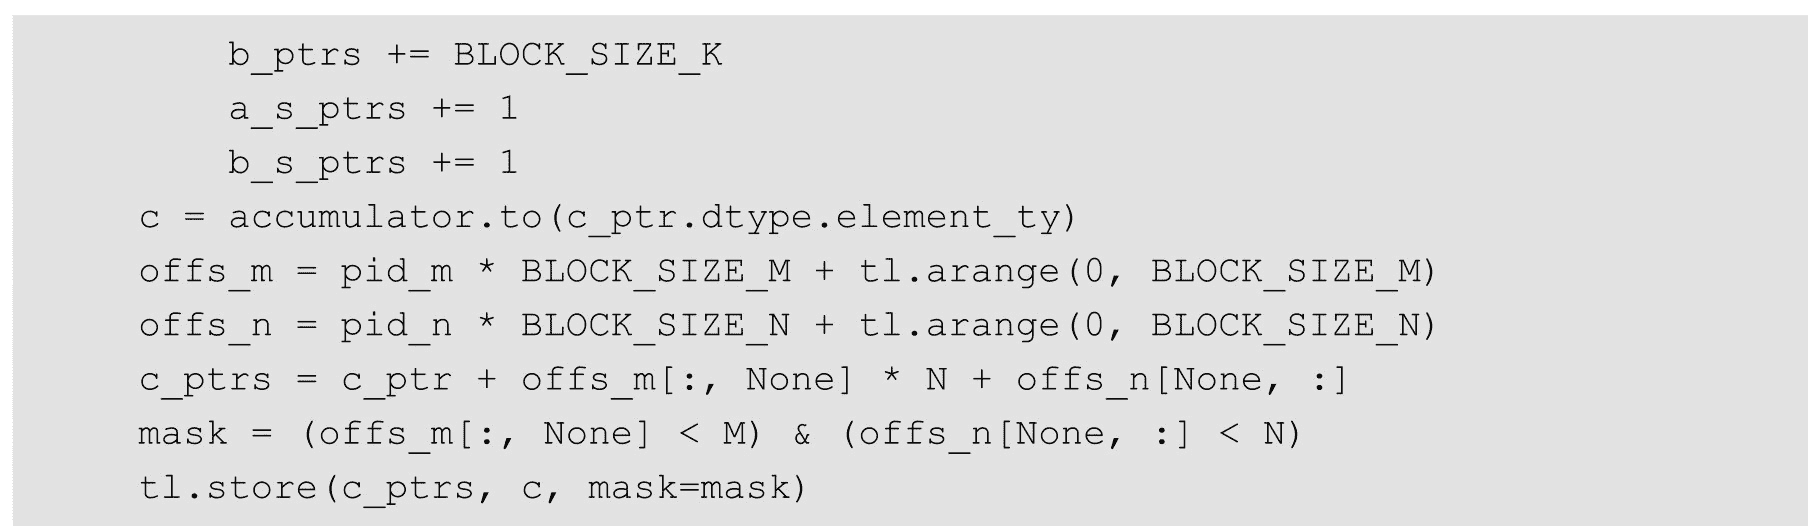 b_ptrs += BLOCK_SIZE_K
a_s_ptrs += 1
b_s_ptrs += 1
c = accumulator.to(c_ptr.dtype.element_ty)
offs_m = pid_m * BLOCK_SIZE_M + tl.arange(0, BLOCK_SIZE_M)
offs_n = pid_n * BLOCK_SIZE_N + tl.arange(0, BLOCK_SIZE_N)
c_ptrs = c_ptr + offs_m[:, None] * N + offs_n[None, :]
mask = (offs_m[:, None] < M) & (offs_n[None, :] < N)
tl.store(c_ptrs, c, mask=mask)